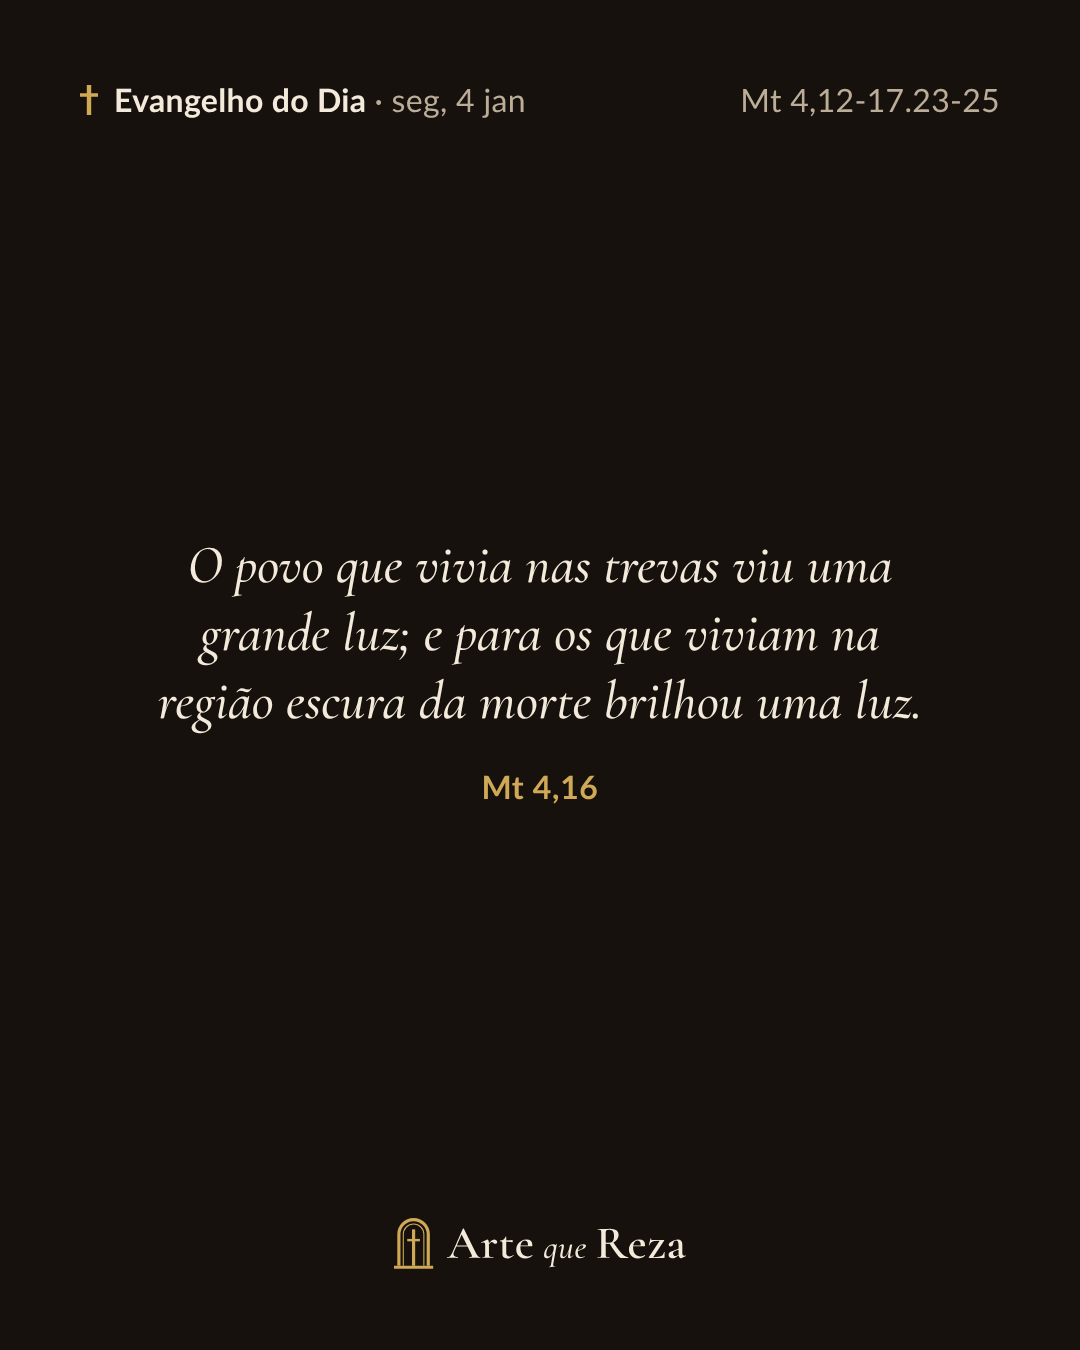 † Evangelho do Dia · seg, 4 jan
Mt 4,12-17.23-25
O povo que vivia nas trevas viu uma
grande luz; e para os que viviam na
região escura da morte brilhou uma luz.
Mt 4,16
Arte que Reza